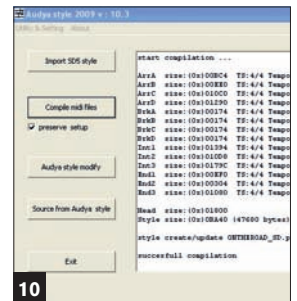 Audya style 2009 v : 10.3
Utility & Setting About
Import SDS style
Compile midi files
preserve setup
Audya style modify
Source from Audya style
Exit
start compilation ...
ArrA size:(0x)00BC4 TS:4/4 Tempo
ArrB size:(0x)00EE0 TS:4/4 Tempo
ArrC size:(0x)010C0 TS:4/4 Tempo
ArrD size:(0x)01290 TS:4/4 Tempo
BrkA size:(0x)00174 TS:4/4 Tempo
BrkB size:(0x)00174 TS:4/4 Tempo
BrkC size:(0x)00174 TS:4/4 Tempo
BrkD size:(0x)00174 TS:4/4 Tempo
Int1 size:(0x)01394 TS:4/4 Tempo
Int2 size:(0x)010D8 TS:4/4 Tempo
Int3 size:(0x)0179C TS:4/4 Tempo
End1 size:(0x)00EF0 TS:4/4 Tempo
End2 size:(0x)00304 TS:4/4 Tempo
End3 size:(0x)01080 TS:4/4 Tempo
Head size:(0x)01800
Style size:(0x)0BA40 (47680 bytes)
style create/update ONTHEROAD_SD.p
succesfull compilation
10